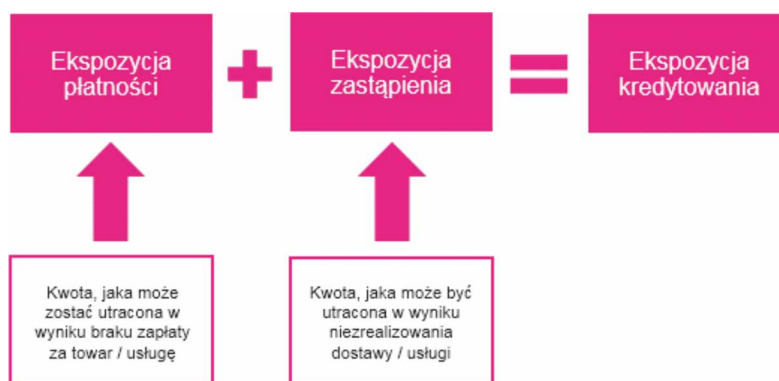 Ekspozycja
płatności
+
Ekspozycja
zastąpienia
=
Ekspozycja
kredytowania
Kwota, jaka może
zostać utracona w
wyniku braku zapłaty
za towar / usługę
Kwota, jaka może być
utracona w wyniku
niezrealizowania
dostawy / usługi